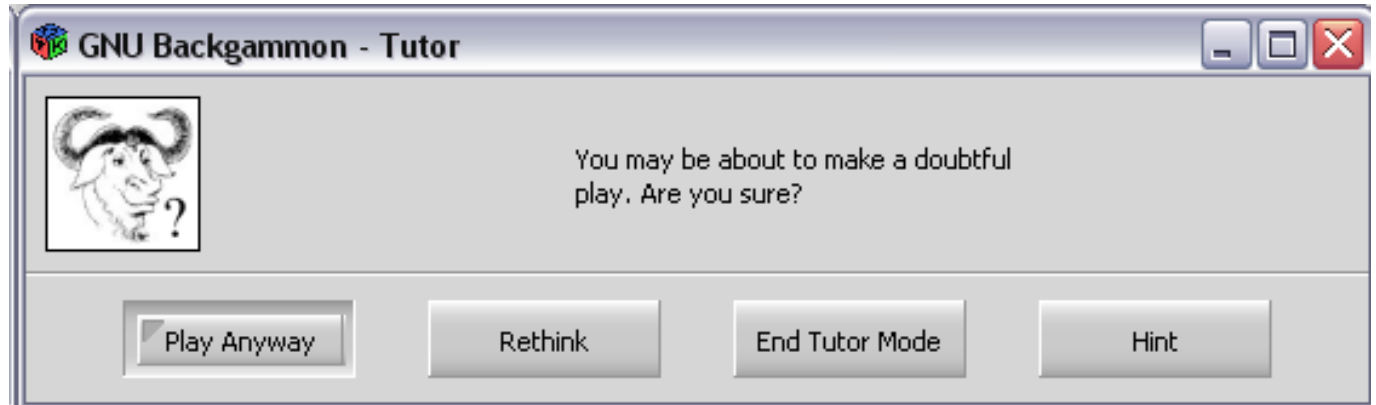 GNU Backgammon - Tutor
?
You may be about to make a doubtful
play. Are you sure?
Play Anyway
Rethink
End Tutor Mode
Hint